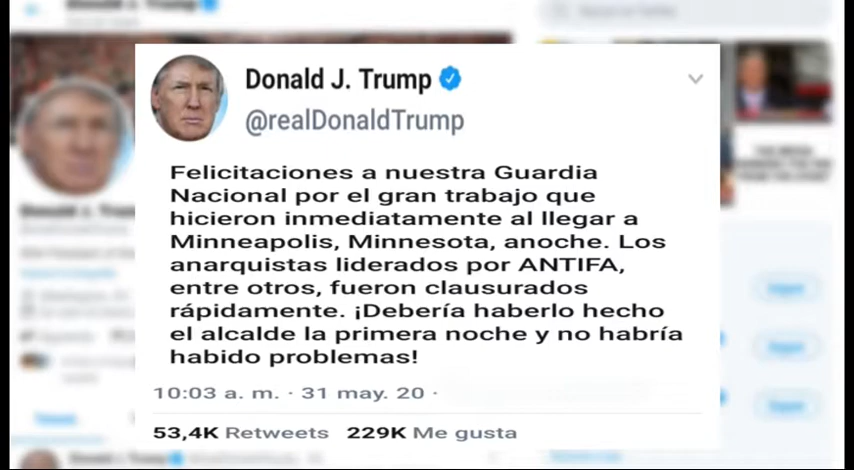 Donald J. Trump
Donald J. Trump
@realDonaldTrump
Felicitaciones a nuestra Guardia
Nacional por el gran trabajo que
hicieron inmediatamente al llegar a
Minneapolis, Minnesota, anoche. Los
anarquistas liderados por ANTIFA,
entre otros, fueron clausurados
rápidamente. ¡Debería haberlo hecho
el alcalde la primera noche y no habría
habido problemas!
10:03 a. m. · 31 may. 20 ·
53,4K Retweets 229K Me gusta